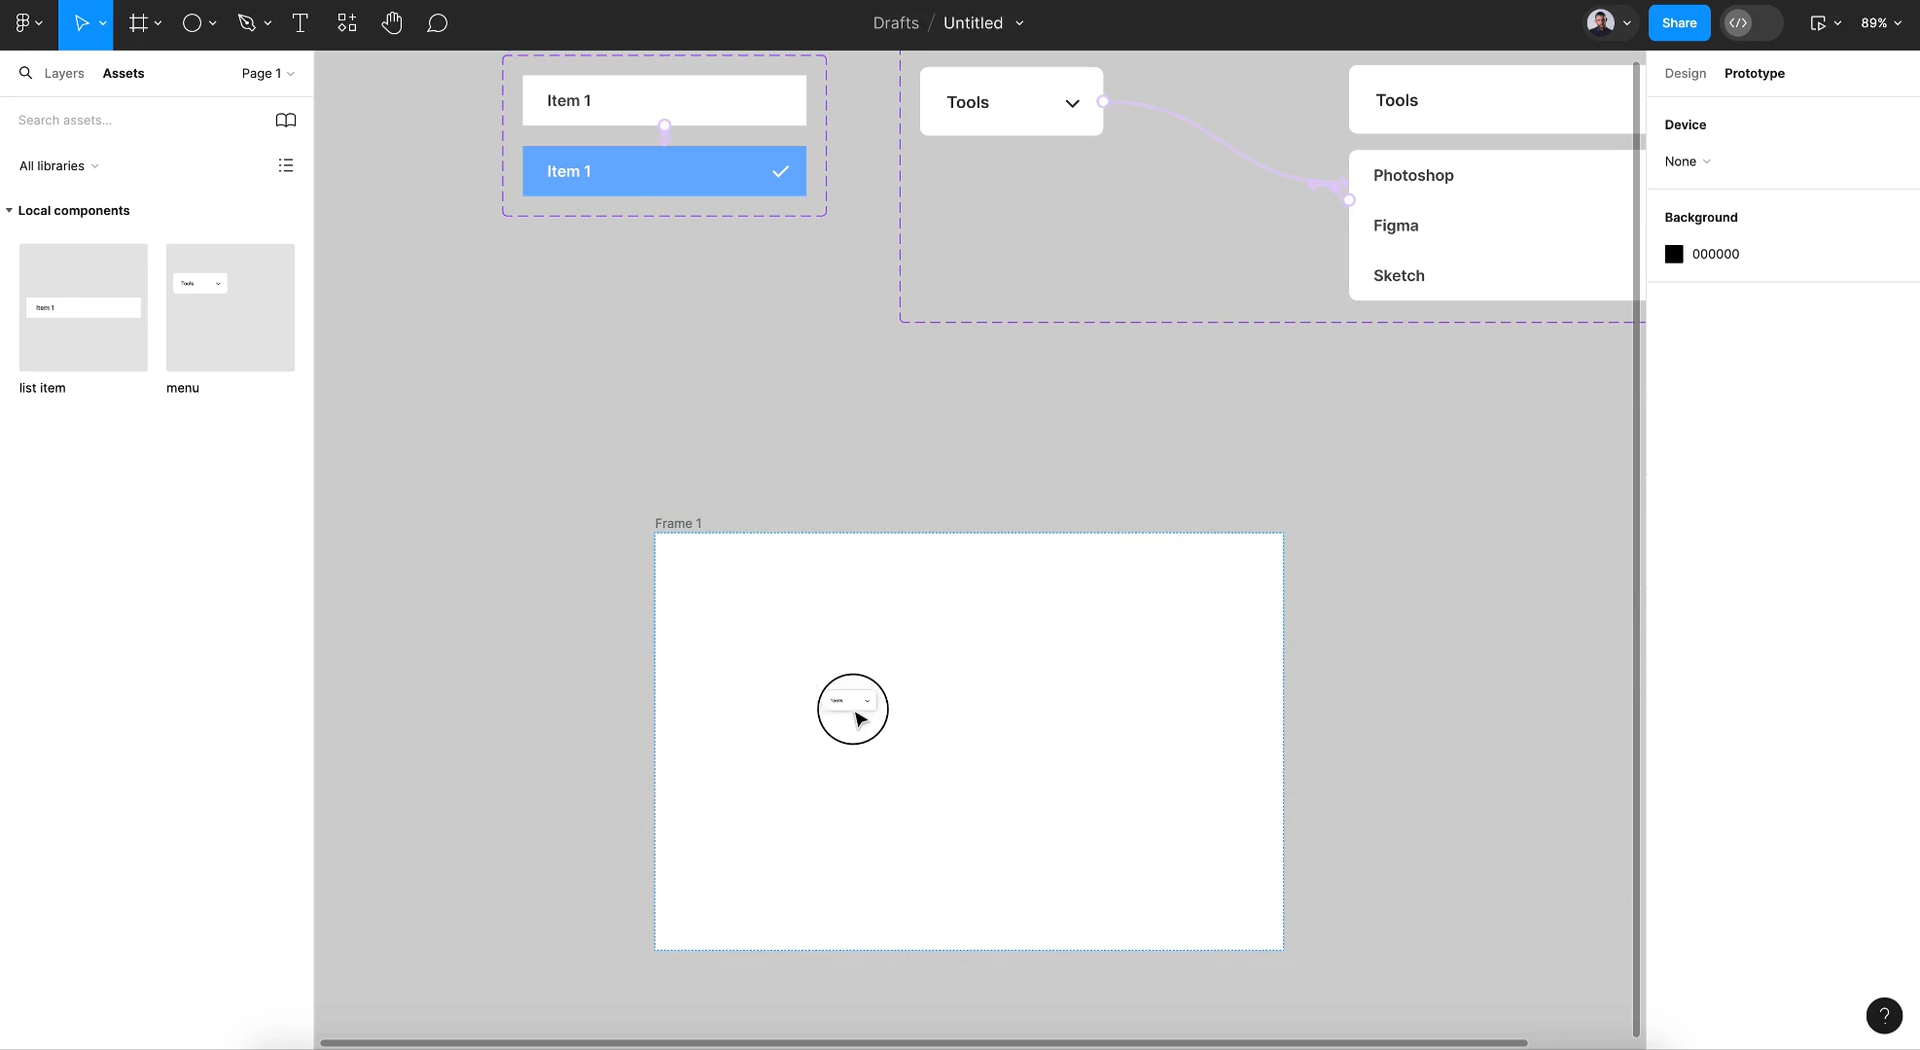 Drafts / Untitled
Share
89%
Layers
Assets
Page 1
Search assets...
All libraries
Local components
Item 1
list item
Tools
menu
Item 1
Item 1
Tools
Tools
Photoshop
Figma
Sketch
Frame 1
Tools
Design
Prototype
Device
None
Background
000000
?